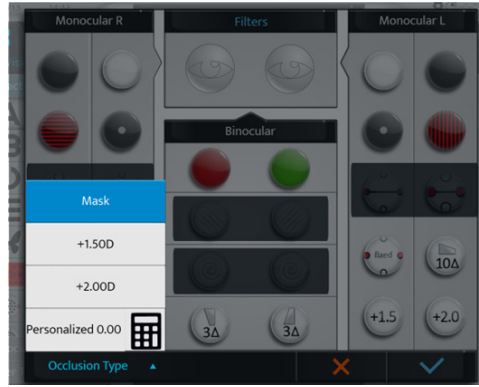 Monocular R
Filters
Monocular L
Binocular
Mask
+1.50D
+2.00D
Personalized 0.00
3Δ
3Δ
fixed
10Δ
+1.5
+2.0
Occlusion Type